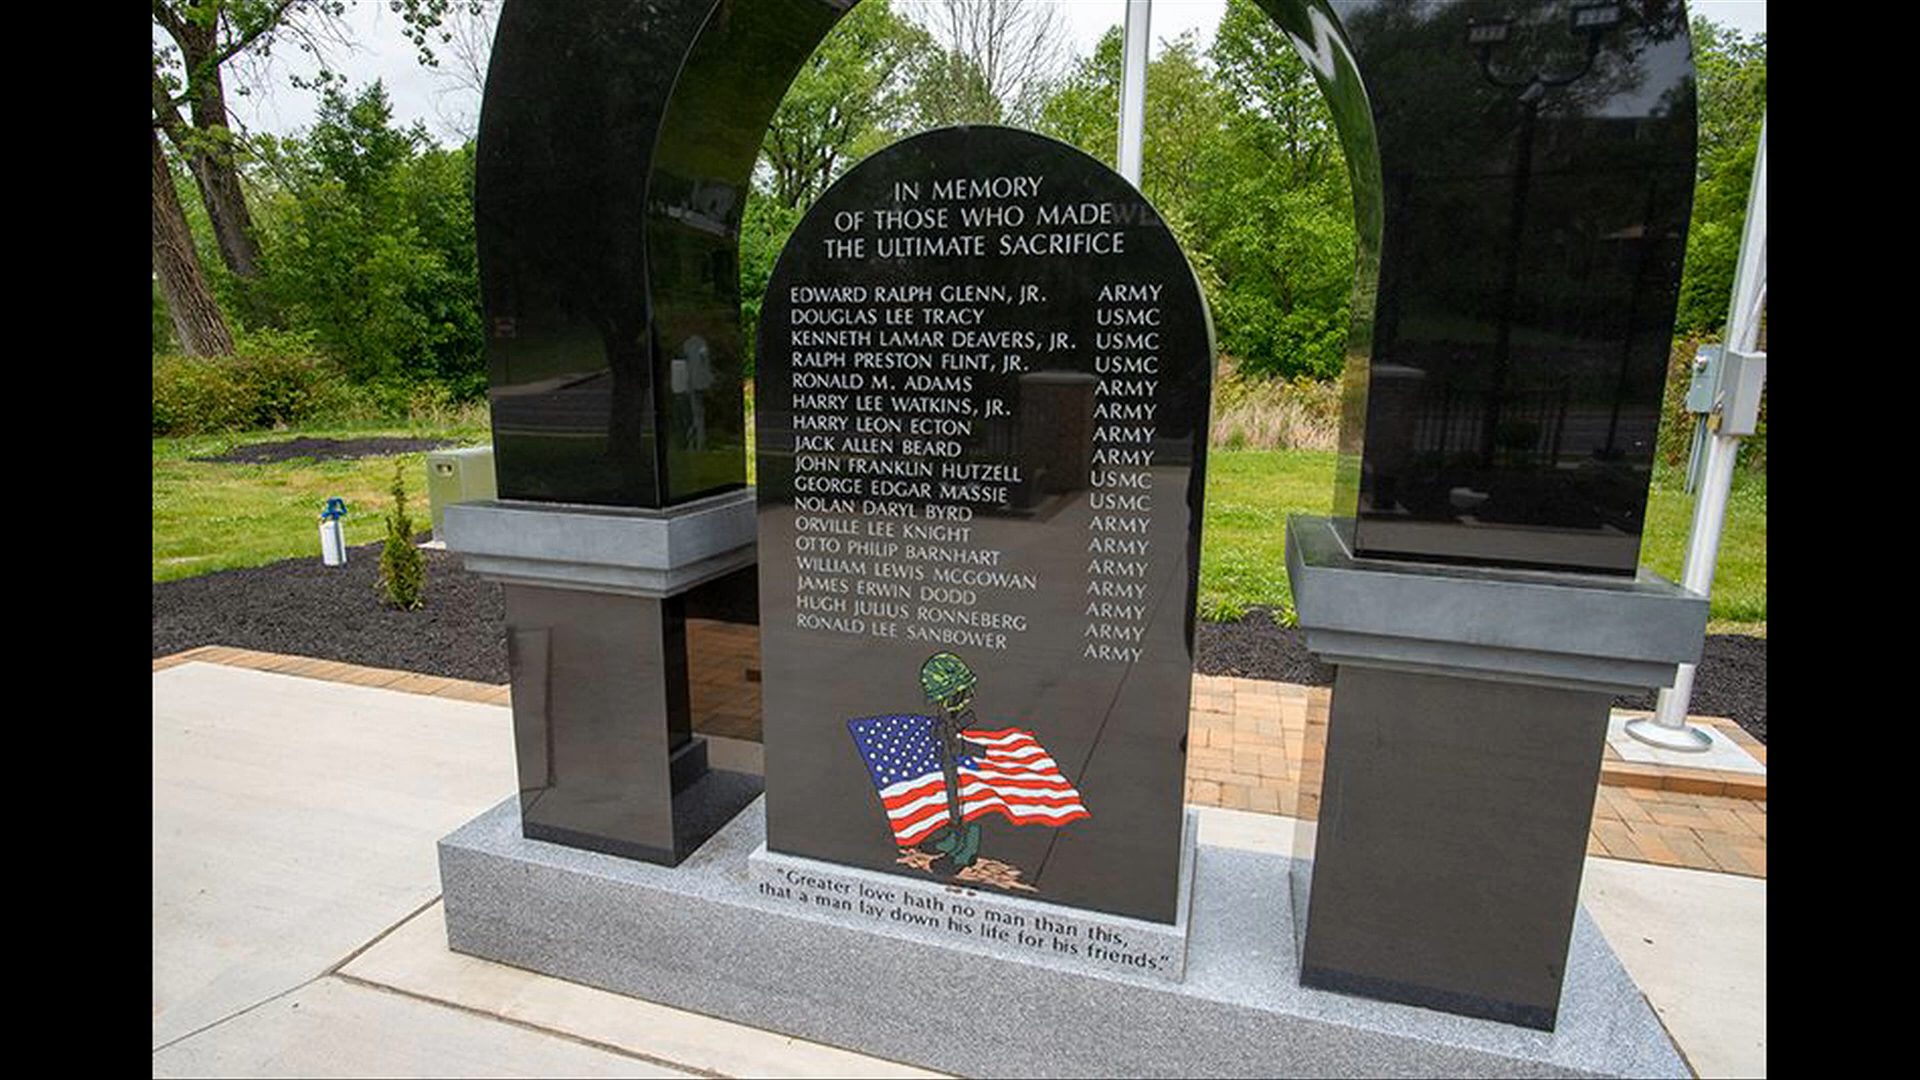 IN MEMORY
OF THOSE WHO MADE
THE ULTIMATE SACRIFICE
EDWARD RALPH GLENN, JR. ARMY
DOUGLAS LEE TRACY USMC
KENNETH LAMAR DEAVERS, JR. USMC
RALPH PRESTON FLINT, JR. USMC
RONALD M. ADAMS ARMY
HARRY LEE WATKINS, JR. ARMY
HARRY LEON ECTON ARMY
JACK ALLEN BEARD ARMY
JOHN FRANKLIN HUTZELL USMC
GEORGE EDGAR MASSIE USMC
NOLAN DARYL BYRD ARMY
ORVILLE LEE KNIGHT ARMY
OTTO PHILIP BARNHART ARMY
WILLIAM LEWIS MCGOWAN ARMY
JAMES ERWIN DODD ARMY
HUGH JULIUS RONNEBERG ARMY
RONALD LEE SANBOWER ARMY
"Greater love hath no man than this,
that a man lay down his life for his friends."